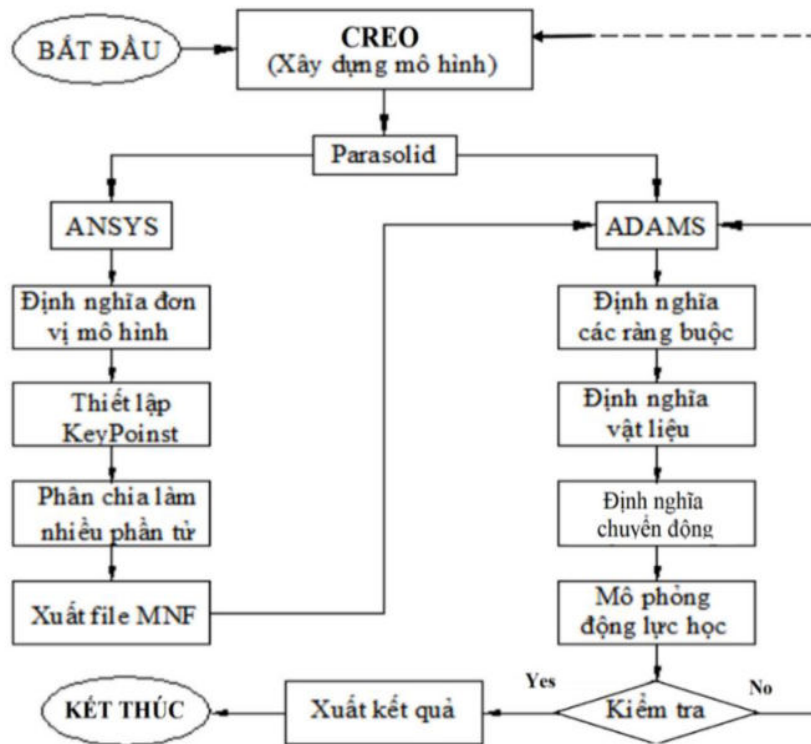 BẮT ĐẦU
CREO
(Xây dựng mô hình)
Parasolid
ANSYS
ADAMS
Định nghĩa đơn
vị mô hình
Định nghĩa
các ràng buộc
Thiết lập
KeyPoinst
Định nghĩa
vật liệu
Phân chia làm
nhiều phần tử
Định nghĩa
chuyển động
Xuất file MNF
Mô phỏng
động lực học
Yes
No
KẾT THÚC
Xuất kết quả
Kiểm tra